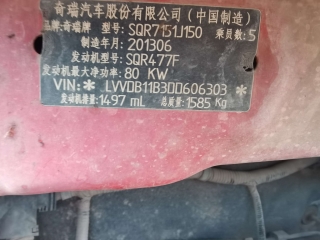 奇瑞汽车股份有限公司（中国制造）
品牌:奇瑞牌 型号: SQR7151J150 乘员数:5
制造年月: 201306
发动机型号: SQR477F
发动机最大净功率: 80 KW
VIN: ✱ LVVDB11B3DD606303 ✱
发动机排量:1497 mL 总质量: 1585 Kg